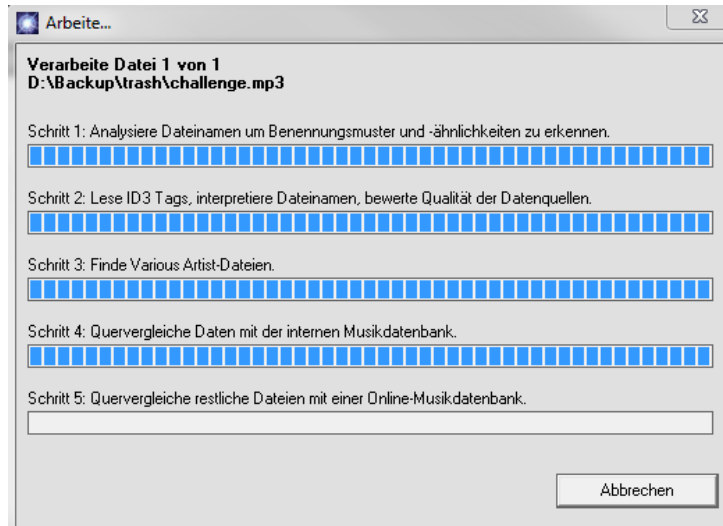 Arbeite...
Verarbeite Datei 1 von 1
D:\Backup\trash\challenge.mp3
Schritt 1: Analysiere Dateinamen um Benennungsmuster und -ähnlichkeiten zu erkennen.
Schritt 2: Lese ID3 Tags, interpretiere Dateinamen, bewerte Qualität der Datenquellen.
Schritt 3: Finde Various Artist-Dateien.
Schritt 4: Quervergleiche Daten mit der internen Musikdatenbank.
Schritt 5: Quervergleiche restliche Dateien mit einer Online-Musikdatenbank.
Abbrechen